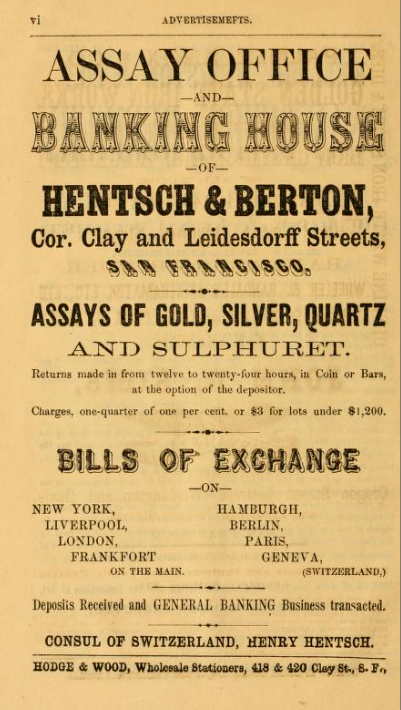 vi
ADVERTISEMEFTS.
ASSAY OFFICE
—AND—
BANKING HOUSE
—OF—
HENTSCH & BERTON,
Cor. Clay and Leidesdorff Streets,
SAN FRANCISCO.
ASSAYS OF GOLD, SILVER, QUARTZ
AND SULPHURET.
Returns made in from twelve to twenty-four hours, in Coin or Bars,
at the option of the depositor.
Charges, one-quarter of one per cent. or $3 for lots under $1,200.
BILLS OF EXCHANGE
—ON—
NEW YORK, HAMBURGH,
LIVERPOOL, BERLIN,
LONDON, PARIS,
FRANKFORT GENEVA,
ON THE MAIN. (SWITZERLAND,)
Deposits Received and GENERAL BANKING Business transacted.
CONSUL OF SWITZERLAND, HENRY HENTSCH.
HODGE & WOOD, Wholesale Stationers, 418 & 420 Clay St., S. F.,